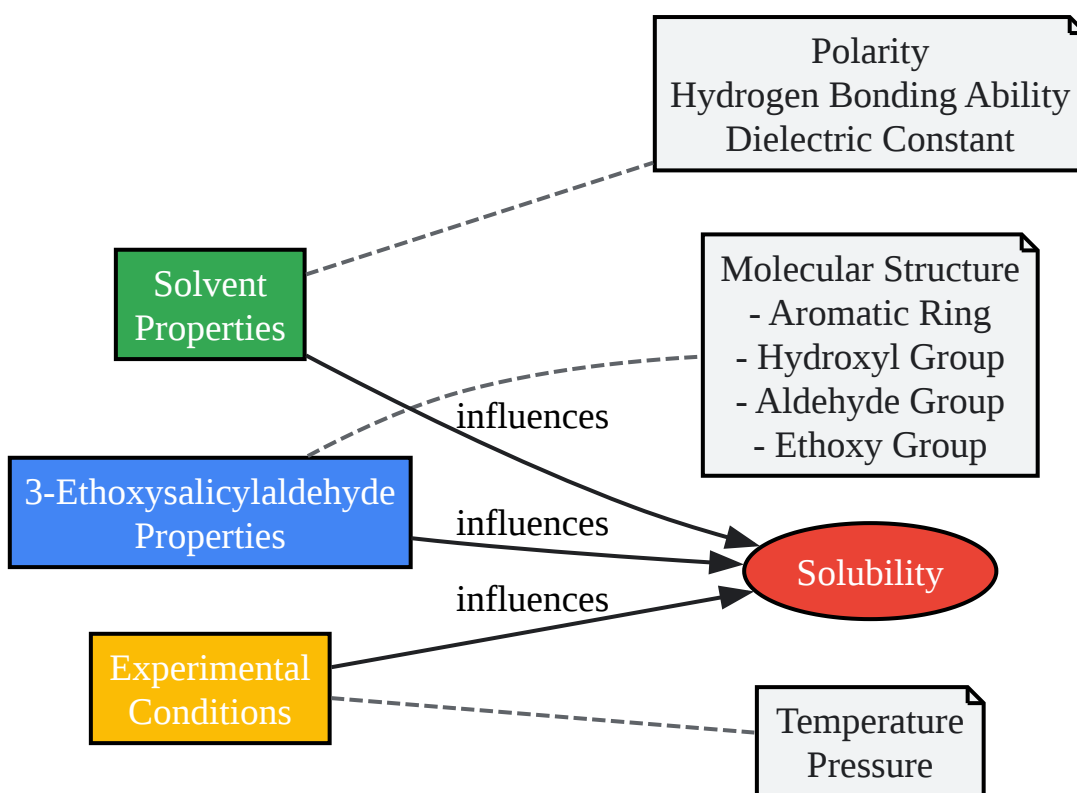 Polarity
Hydrogen Bonding Ability
Dielectric Constant
Solvent
Properties
Molecular Structure
- Aromatic Ring
- Hydroxyl Group
- Aldehyde Group
- Ethoxy Group
influences
3-Ethoxysalicylaldehyde
Properties
influences
Solubility
influences
Experimental
Conditions
Temperature
Pressure